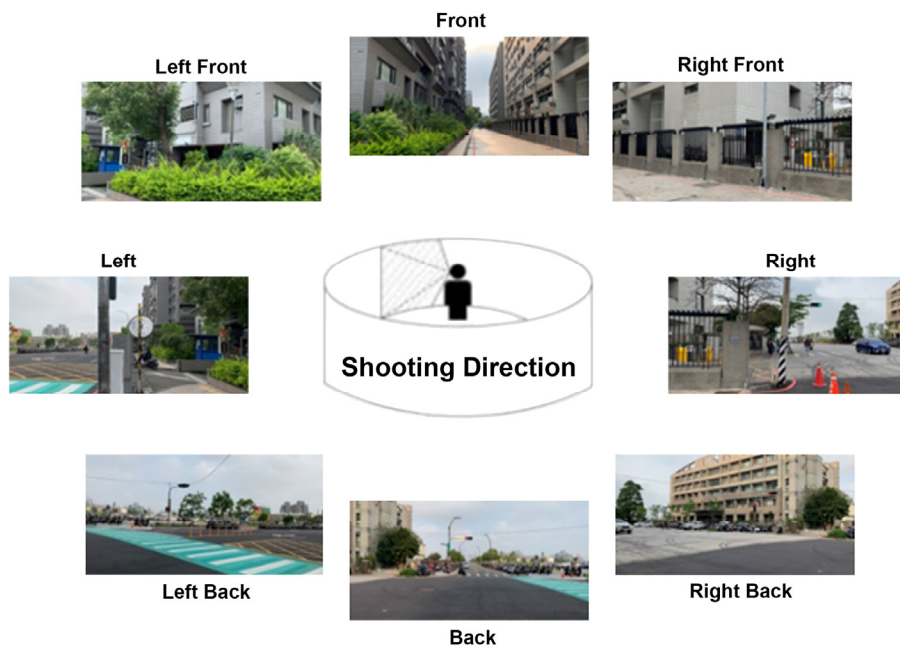 Front
Left Front
Right Front
Left
Right
Shooting Direction
Left Back
Back
Right Back